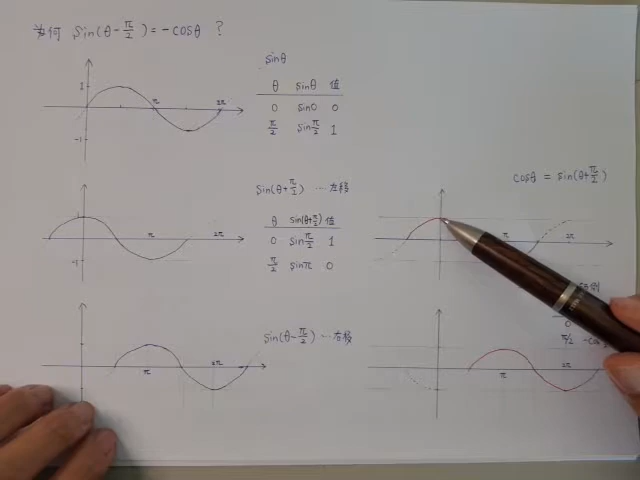 为何 sin(θ-π/2) = -cosθ ?
sinθ
θ sinθ 值
0 sin0 0
π/2 sinπ/2 1
1
-1
π
2π
sin(θ+π/2) …左移
θ sin(θ+π/2) 值
0 sinπ/2 1
π/2 sinπ 0
1
-1
π
2π
cosθ = sin(θ+π/2)
π
2π
sin(θ-π/2) …右移
π
2π
例
0
π/2 -cos
π
2π